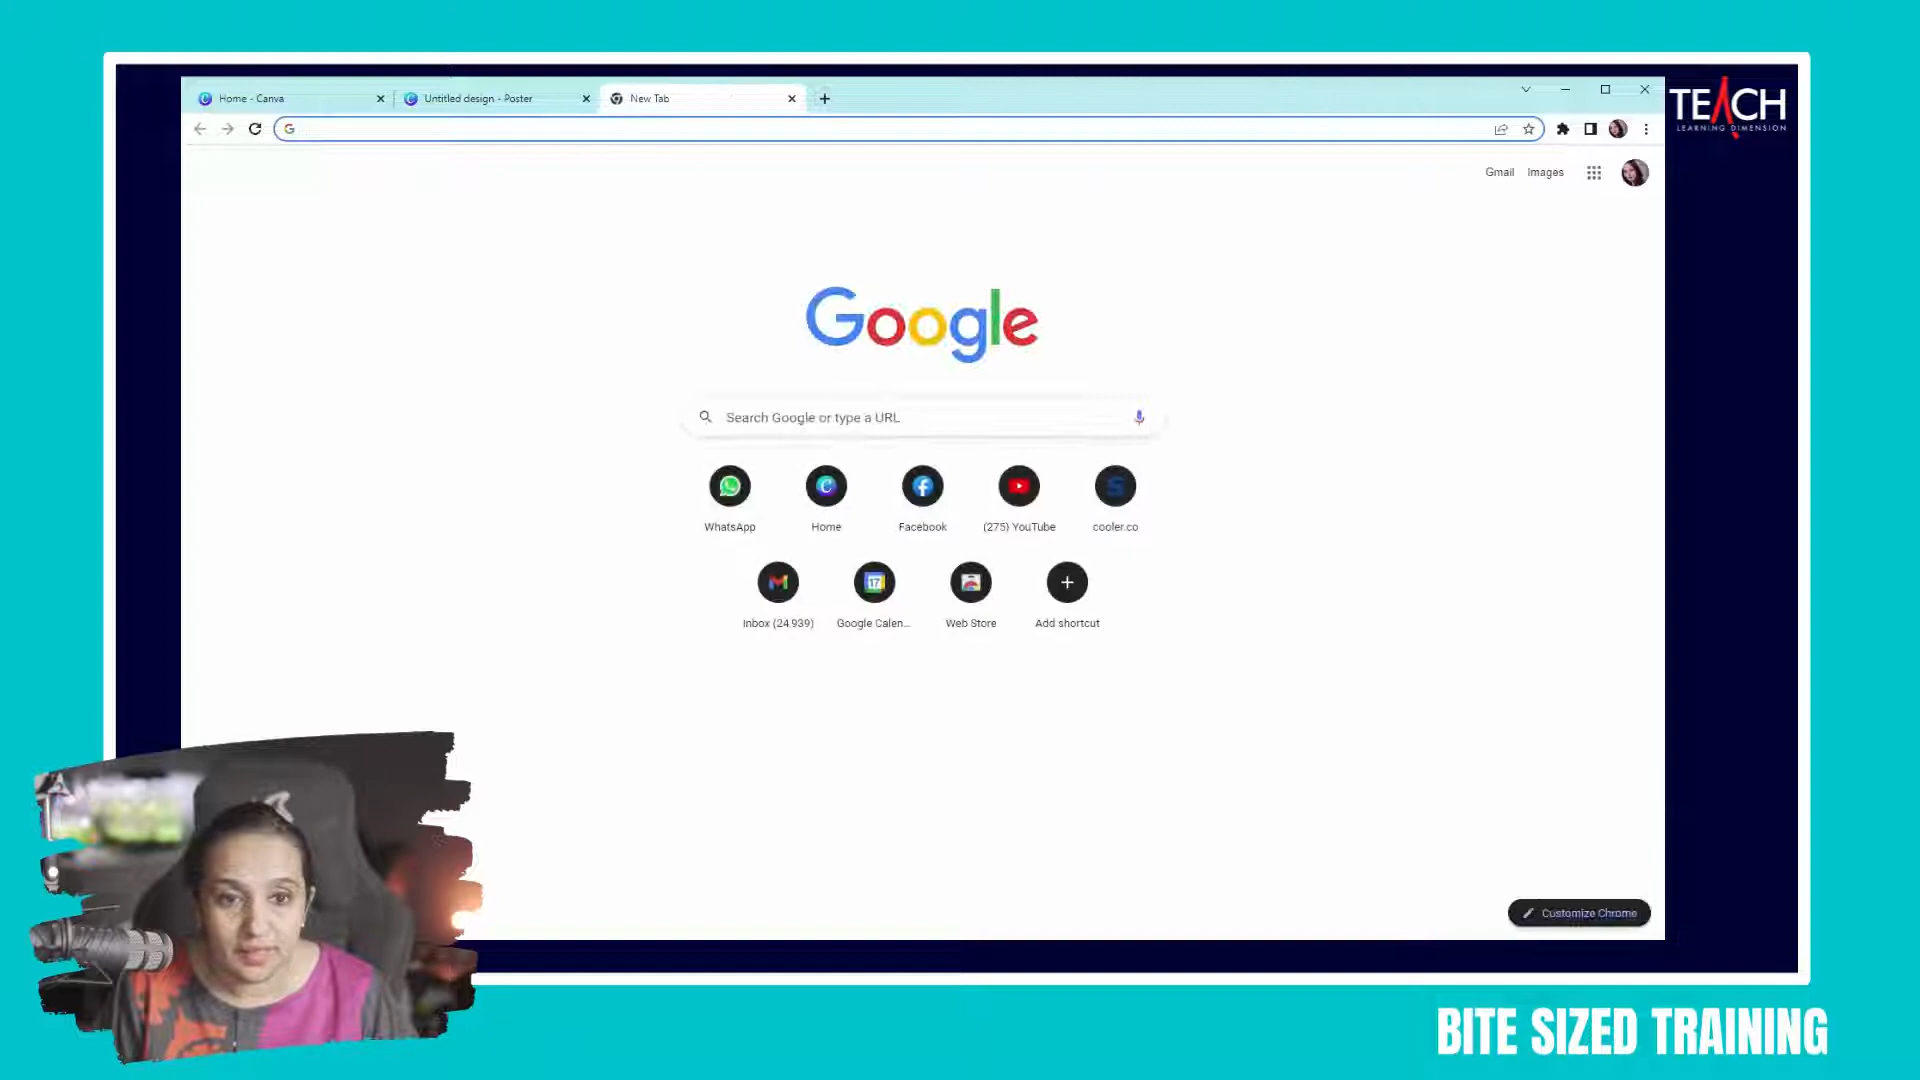 Home - Canva
Untitled design - Poster
New Tab
TEACH
LEARNING DIMENSION
Gmail Images
Google
Search Google or type a URL
WhatsApp
Home
Facebook
(275) YouTube
cooler.co
Inbox (24,939)
Google Calen...
Web Store
Add shortcut
Customize Chrome
BITE SIZED TRAINING